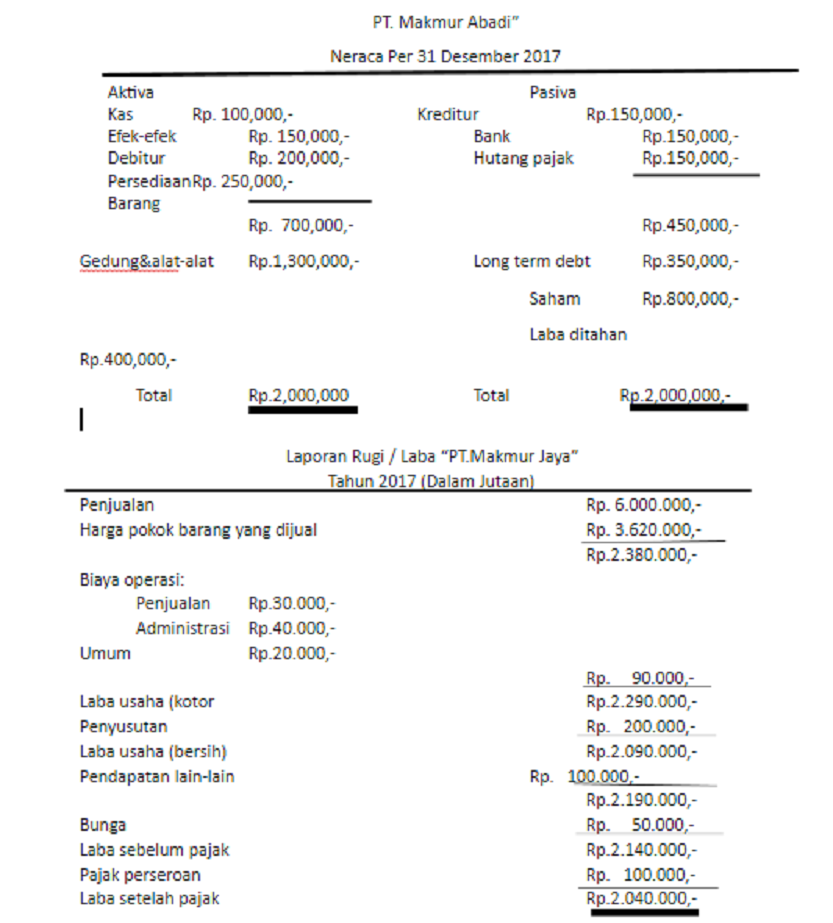 PT. Makmur Abadi”
Neraca Per 31 Desember 2017
Aktiva Pasiva
Kas Rp. 100,000,- Kreditur Rp.150,000,-
Efek-efek Rp. 150,000,- Bank Rp.150,000,-
Debitur Rp. 200,000,- Hutang pajak Rp.150,000,-
PersediaanRp. 250,000,-
Barang
Rp. 700,000,- Rp.450,000,-
Gedung&alat-alat Rp.1,300,000,- Long term debt Rp.350,000,-
Saham Rp.800,000,-
Laba ditahan
Rp.400,000,-
Total Rp.2,000,000 Total Rp.2,000,000,-
Laporan Rugi / Laba “PT.Makmur Jaya”
Tahun 2017 (Dalam Jutaan)
Penjualan Rp. 6.000.000,-
Harga pokok barang yang dijual Rp. 3.620.000,-
Rp.2.380.000,-
Biaya operasi:
Penjualan Rp.30.000,-
Administrasi Rp.40.000,-
Umum Rp.20.000,-
Rp. 90.000,-
Laba usaha (kotor Rp.2.290.000,-
Penyusutan Rp. 200.000,-
Laba usaha (bersih) Rp.2.090.000,-
Pendapatan lain-lain Rp. 100.000,-
Rp.2.190.000,-
Bunga Rp. 50.000,-
Laba sebelum pajak Rp.2.140.000,-
Pajak perseroan Rp. 100.000,-
Laba setelah pajak Rp.2.040.000,-